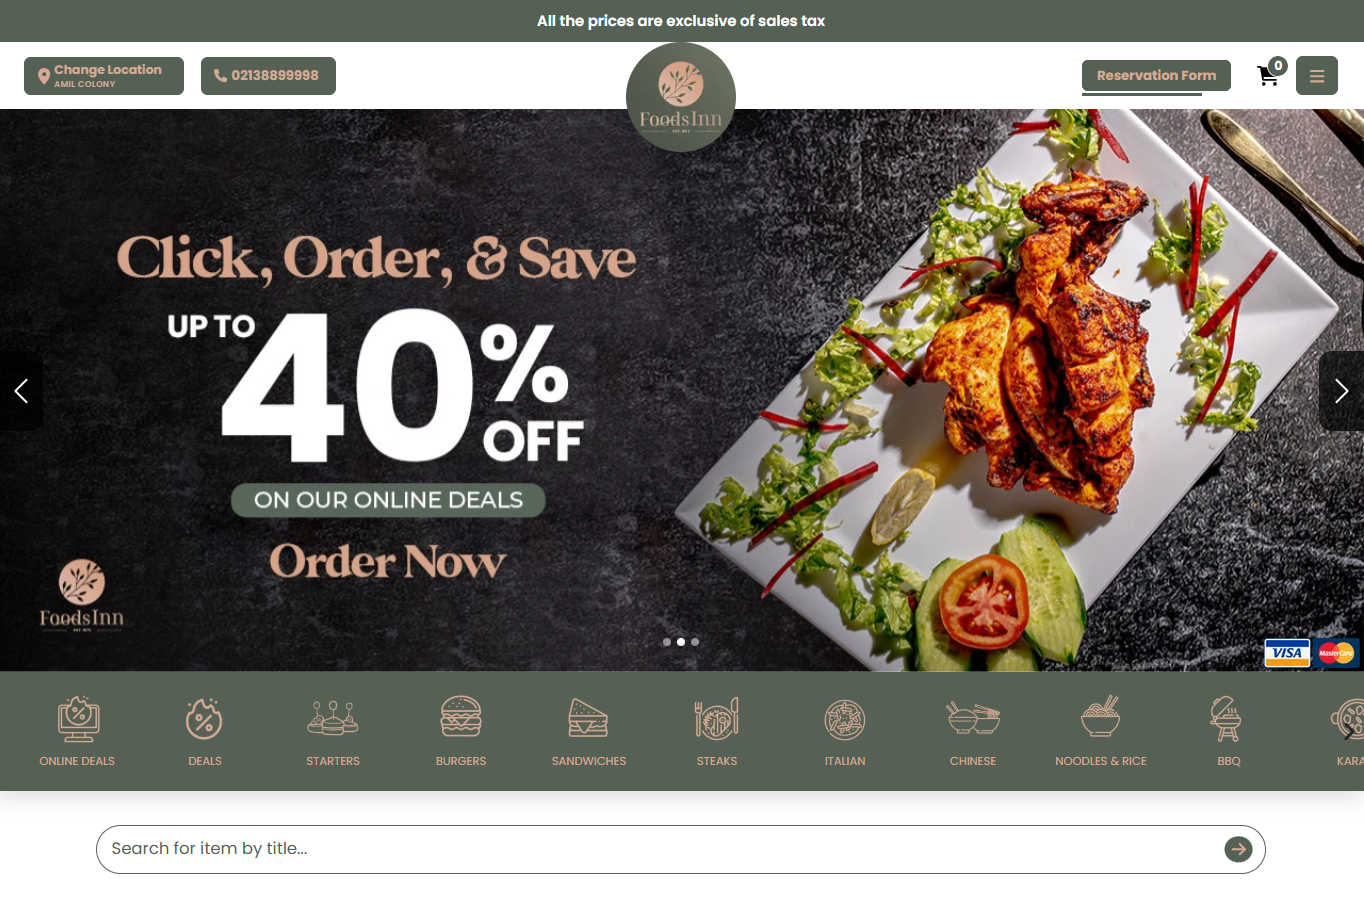 All the prices are exclusive of sales tax
Change Location
AMIL COLONY
02138899998
Foods Inn
EST. 2011
Reservation Form
0
Click, Order, & Save
UP TO
40%
OFF
ON OUR ONLINE DEALS
Order Now
Foods Inn
VISA
MasterCard
ONLINE DEALS
DEALS
STARTERS
BURGERS
SANDWICHES
STEAKS
ITALIAN
CHINESE
NOODLES & RICE
BBQ
KARA
Search for item by title...